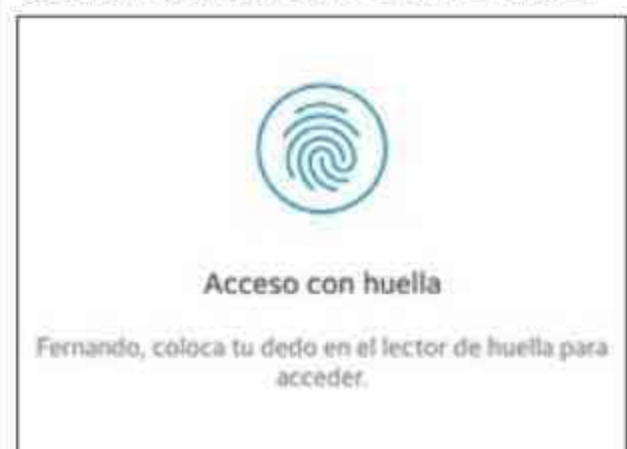 Acceso con huella
Fernando, coloca tu dedo en el lector de huella para
acceder.